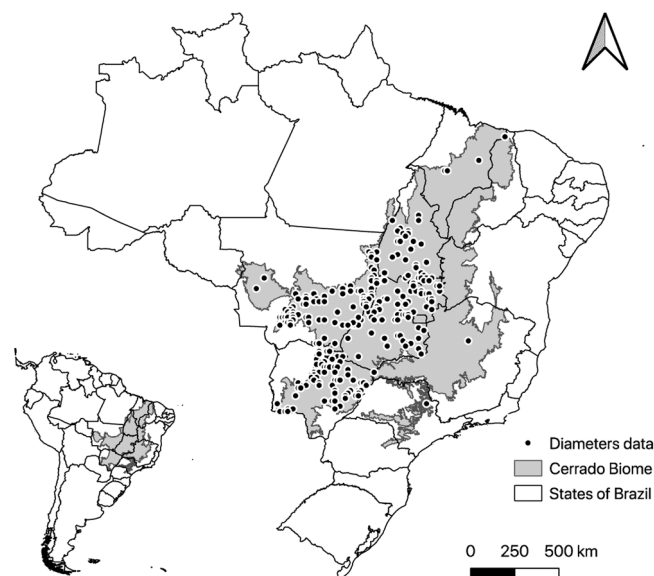 Diameters data
Cerrado Biome
States of Brazil
0 250 500 km